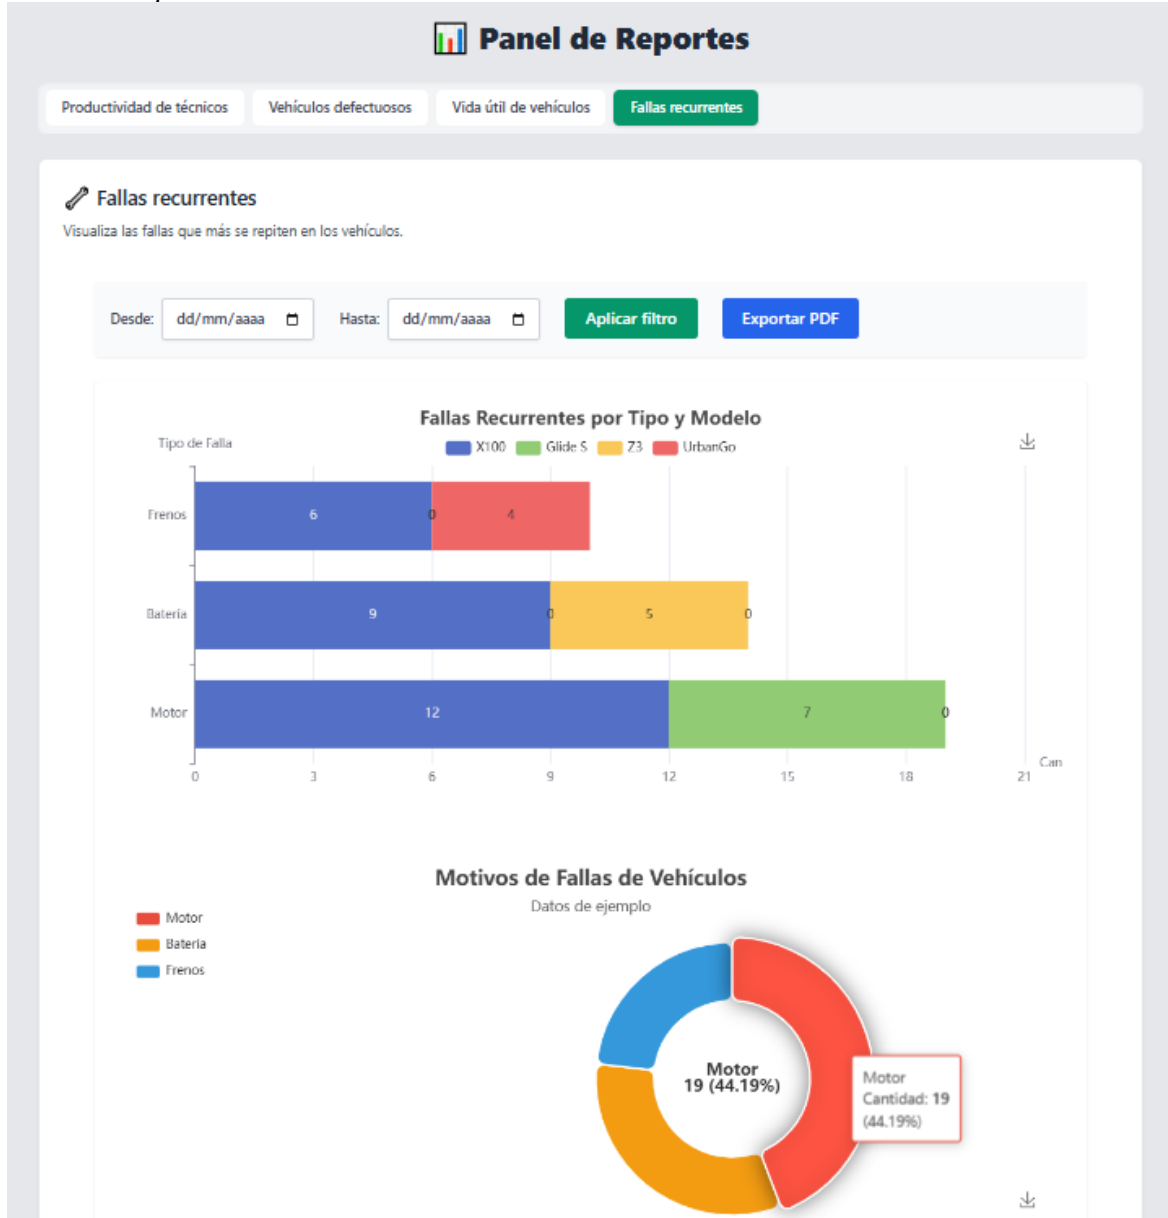 Panel de Reportes
Productividad de técnicos Vehículos defectuosos Vida útil de vehículos Fallas recurrentes
Fallas recurrentes
Visualiza las fallas que más se repiten en los vehículos.
Desde: dd/mm/aaaa Hasta: dd/mm/aaaa Aplicar filtro Exportar PDF
Fallas Recurrentes por Tipo y Modelo
Tipo de Falla X100 Glide S Z3 UrbanGo
Frenos 6 0 4
Batería 9 0 5 0
Motor 12 7 0
0 3 6 9 12 15 18 21 Can
Motivos de Fallas de Vehículos
Datos de ejemplo
Motor
Batería
Frenos
Motor
19 (44.19%)
Motor
Cantidad: 19
(44.19%)